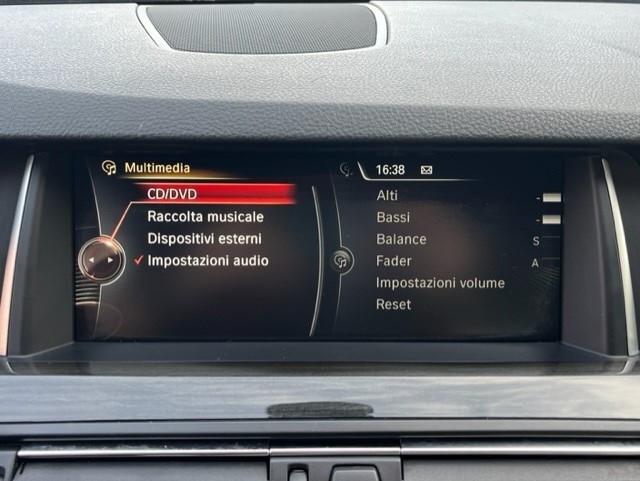 Multimedia
CD/DVD
Raccolta musicale
Dispositivi esterni
✓ Impostazioni audio
16:38
Alti -
Bassi -
Balance S
Fader A
Impostazioni volume
Reset